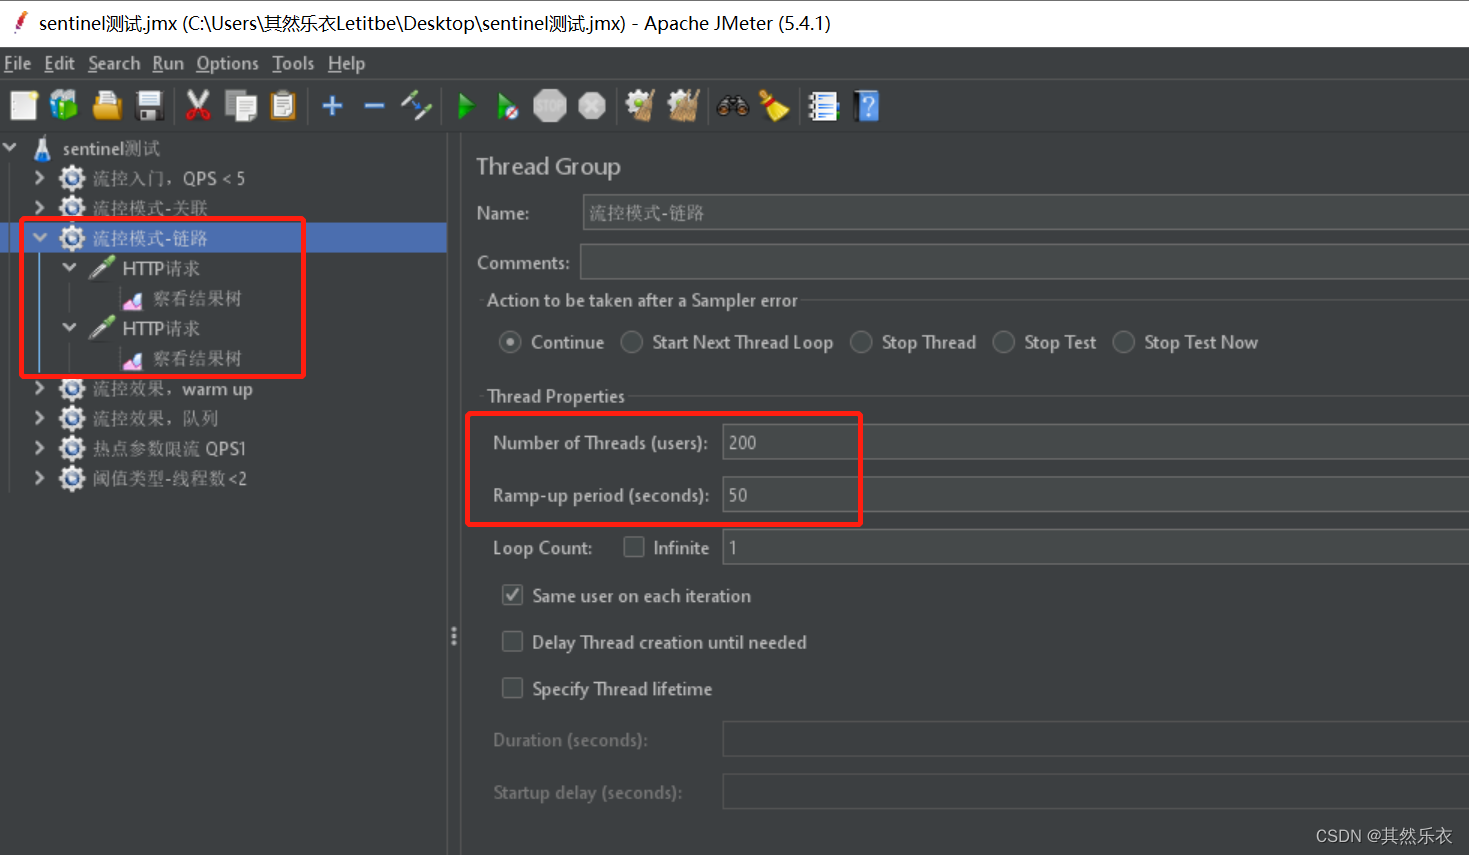 sentinel测试.jmx (C:\Users\其然乐衣Letitbe\Desktop\sentinel测试.jmx) - Apache JMeter (5.4.1)
File Edit Search Run Options Tools Help
STOP
sentinel测试
流控入门，QPS < 5
流控模式-关联
流控模式-链路
HTTP请求
察看结果树
HTTP请求
察看结果树
流控效果，warm up
流控效果，队列
热点参数限流 QPS1
阈值类型-线程数<2
Thread Group
Name: 流控模式-链路
Comments:
Action to be taken after a Sampler error
Continue Start Next Thread Loop Stop Thread Stop Test Stop Test Now
Thread Properties
Number of Threads (users): 200
Ramp-up period (seconds): 50
Loop Count: Infinite 1
Same user on each iteration
Delay Thread creation until needed
Specify Thread lifetime
Duration (seconds):
Startup delay (seconds):
CSDN @其然乐衣